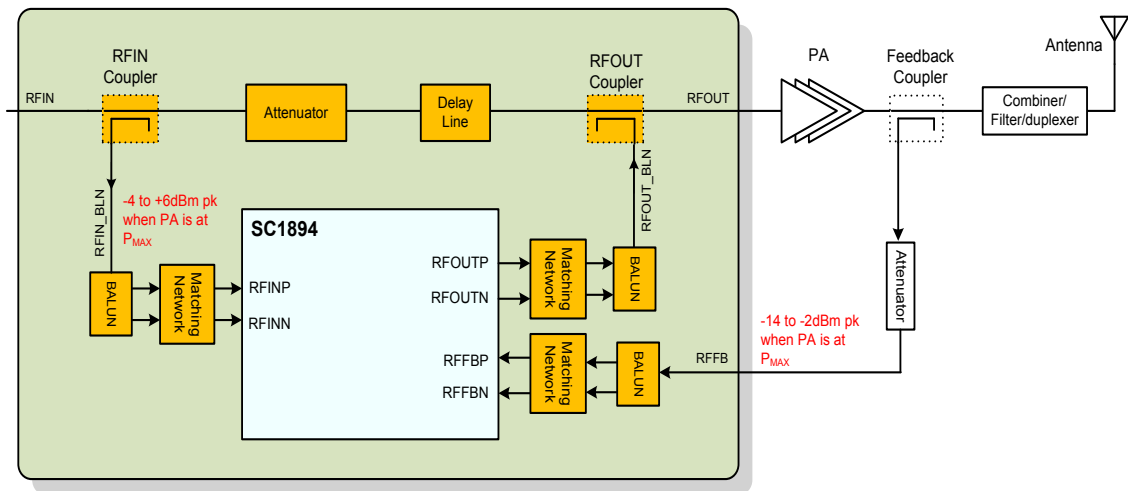 RFIN
RFIN
Coupler
Attenuator
Delay
Line
RFOUT
Coupler
RFOUT
PA
Feedback
Coupler
Combiner/
Filter/duplexer
Antenna
RFIN_BLN
-4 to +6dBm pk
when PA is at
PMAX
BALUN
Matching
Network
SC1894
RFINP
RFINN
RFOUTP
RFOUTN
RFFBP
RFFBN
Matching
Network
BALUN
RFOUT_BLN
Matching
Network
BALUN
RFFB
-14 to -2dBm pk
when PA is at
PMAX
Attenuator